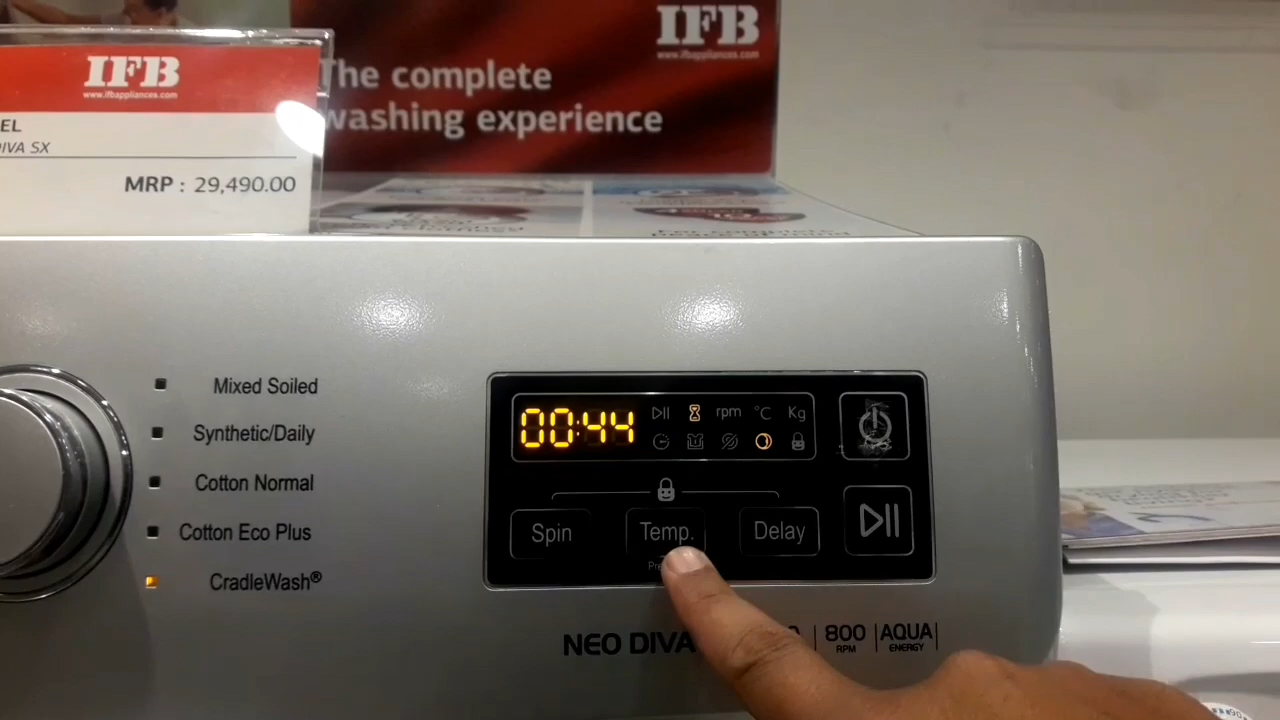 IFB
www.ifbappliances.com
The complete
washing experience
IFB
www.ifbappliances.com
EL
DIVA SX
MRP : 29,490.00
Mixed Soiled
Synthetic/Daily
Cotton Normal
Cotton Eco Plus
CradleWash®
00:44
rpm °C Kg
Spin
Temp.
Delay
NEO DIVA
800
RPM
AQUA
ENERGY